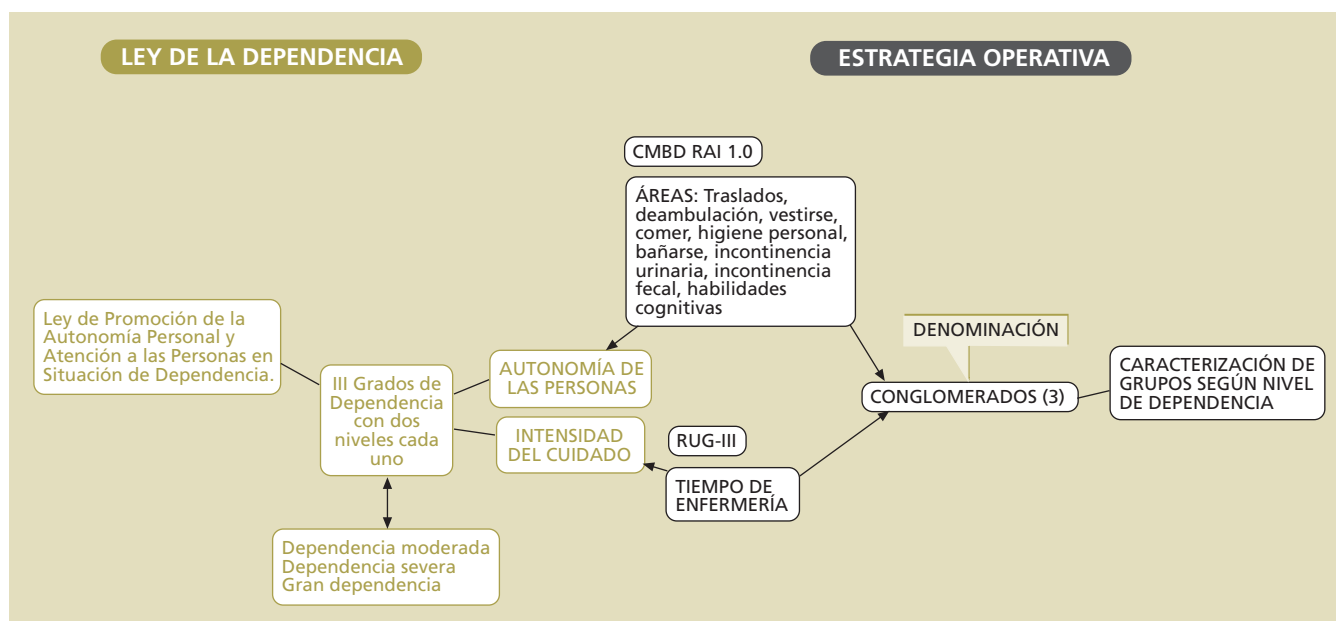 LEY DE LA DEPENDENCIA
ESTRATEGIA OPERATIVA
CMBD RAI 1.0
ÁREAS: Traslados,
deambulación, vestirse,
comer, higiene personal,
bañarse, incontinencia
urinaria, incontinencia
fecal, habilidades
cognitivas
Ley de Promoción de la
Autonomía Personal y
Atención a las Personas en
Situación de Dependencia.
III Grados de
Dependencia
con dos
niveles cada
uno
AUTONOMÍA DE
LAS PERSONAS
INTENSIDAD
DEL CUIDADO
RUG-III
TIEMPO DE
ENFERMERÍA
DENOMINACIÓN
CONGLOMERADOS (3)
CARACTERIZACIÓN DE
GRUPOS SEGÚN NIVEL
DE DEPENDENCIA
Dependencia moderada
Dependencia severa
Gran dependencia